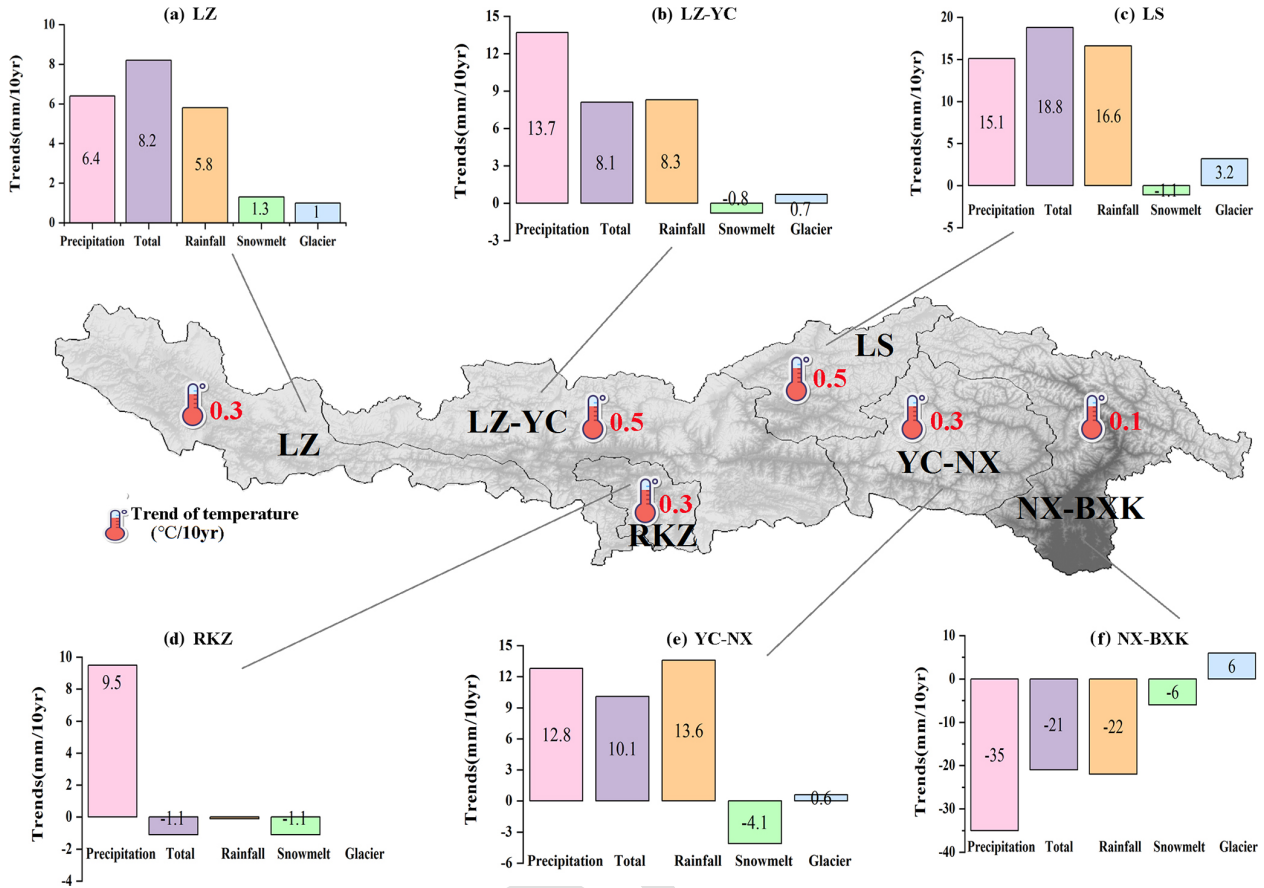 (a) LZ
Trends(mm/10yr)
10
8
6
4
2
0
6.4
8.2
5.8
1.3
1
Precipitation Total Rainfall Snowmelt Glacier
(b) LZ-YC
Trends(mm/10yr)
15
12
9
6
3
0
-3
13.7
8.1
8.3
-0.8
0.7
Precipitation Total Rainfall Snowmelt Glacier
(c) LS
Trends(mm/10yr)
20
15
10
5
0
-5
15.1
18.8
16.6
-1.1
3.2
Precipitation Total Rainfall Snowmelt Glacier
LS
0.5
0.3
LZ
LZ-YC
0.5
0.3
YC-NX
0.1
NX-BXK
0.3
RKZ
Trend of temperature
(°C/10yr)
(d) RKZ
Trends(mm/10yr)
10
8
6
4
2
0
-2
-4
9.5
-1.1
-1.1
Precipitation Total Rainfall Snowmelt Glacier
(e) YC-NX
Trends(mm/10yr)
15
12
9
6
3
0
-3
-6
12.8
10.1
13.6
-4.1
0.6
Precipitation Total Rainfall Snowmelt Glacier
(f) NX-BXK
Trends(mm/10yr)
10
0
-10
-20
-30
-40
-35
-21
-22
-6
6
Precipitation Total Rainfall Snowmelt Glacier